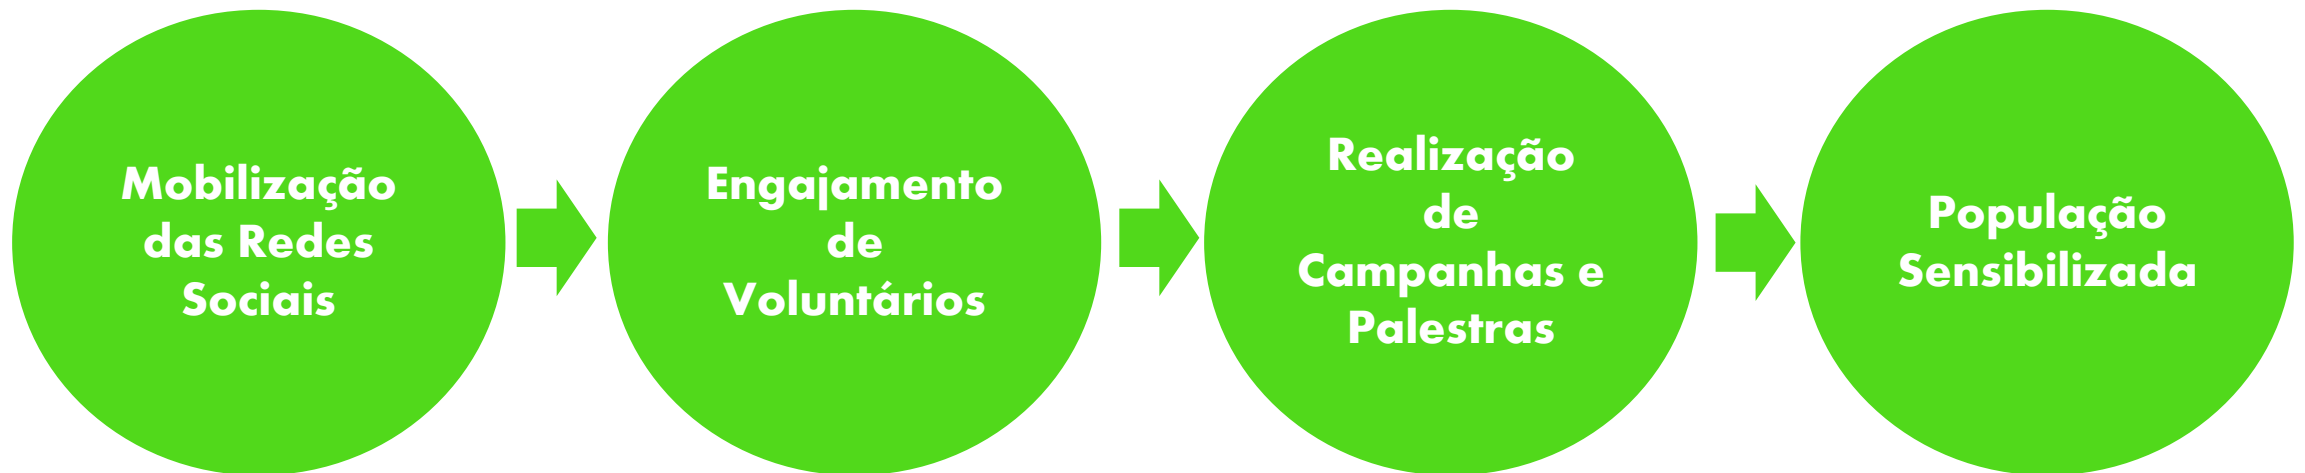 Mobilização
das Redes
Sociais
Engajamento
de
Voluntários
Realização
de
Campanhas e
Palestras
População
Sensibilizada